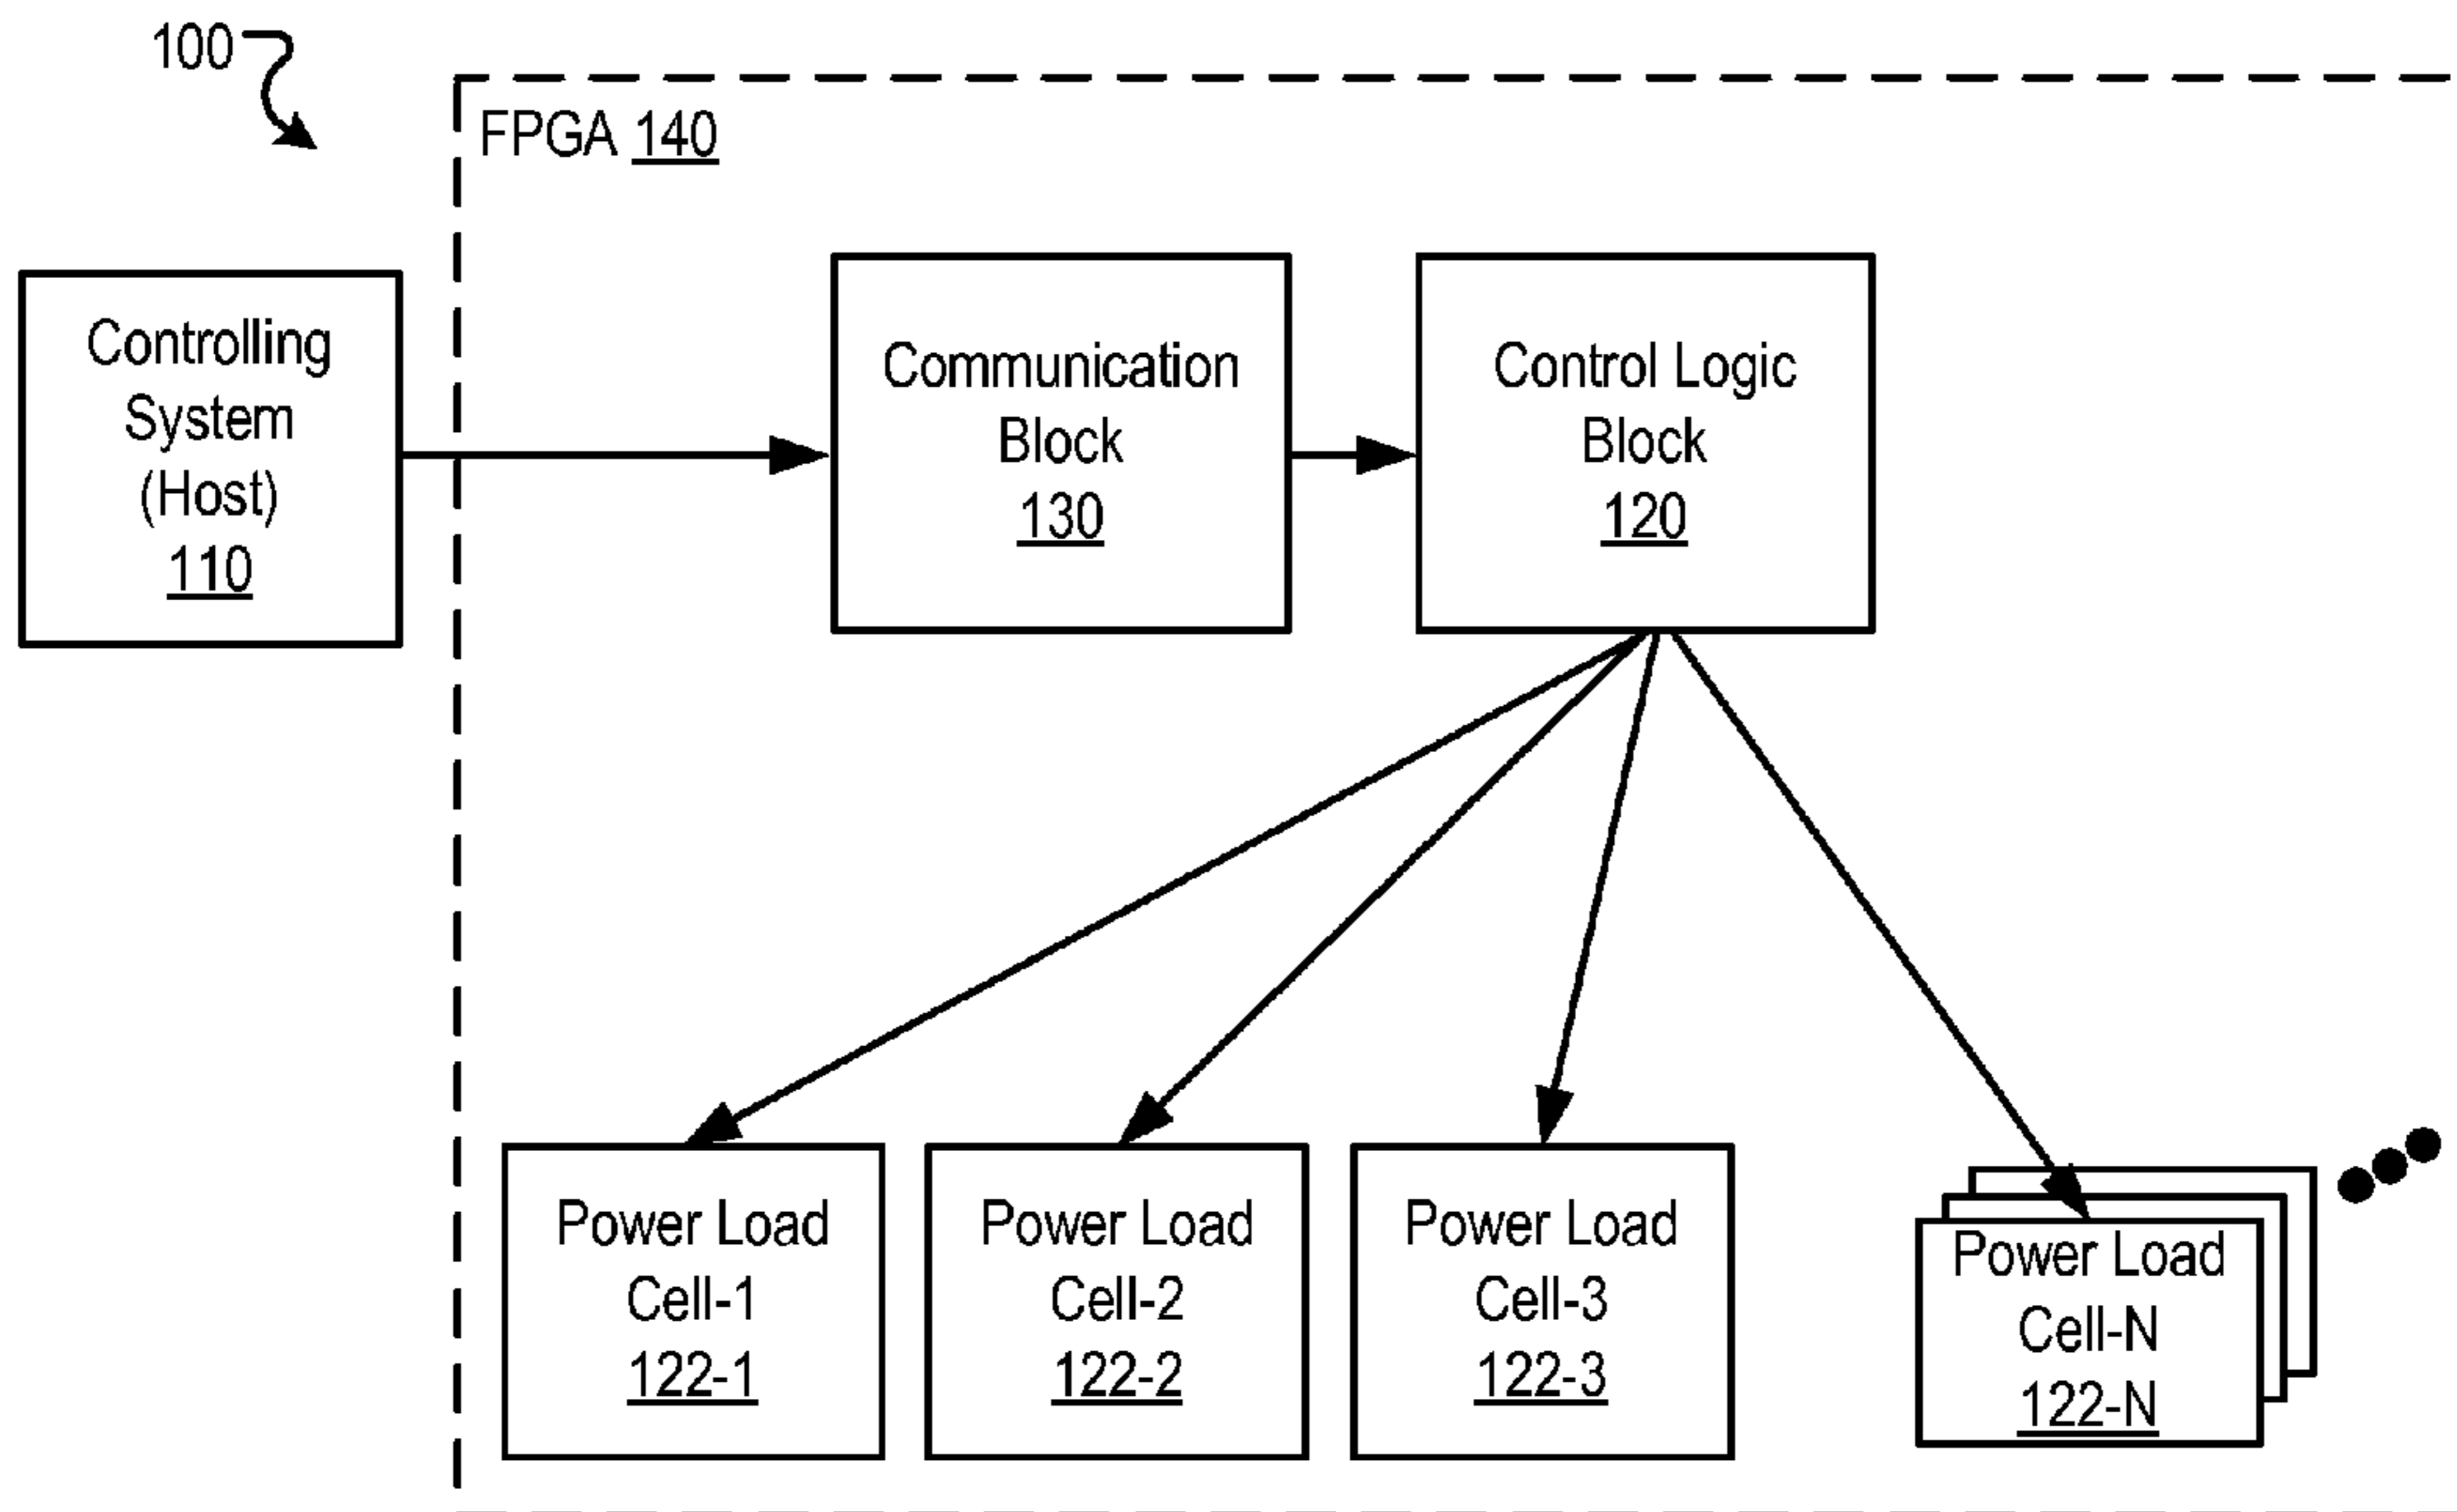 100
FPGA 140
Controlling
System
(Host)
110
Communication
Block
130
Control Logic
Block
120
Power Load
Cell-1
122-1
Power Load
Cell-2
122-2
Power Load
Cell-3
122-3
Power Load
Cell-N
122-N